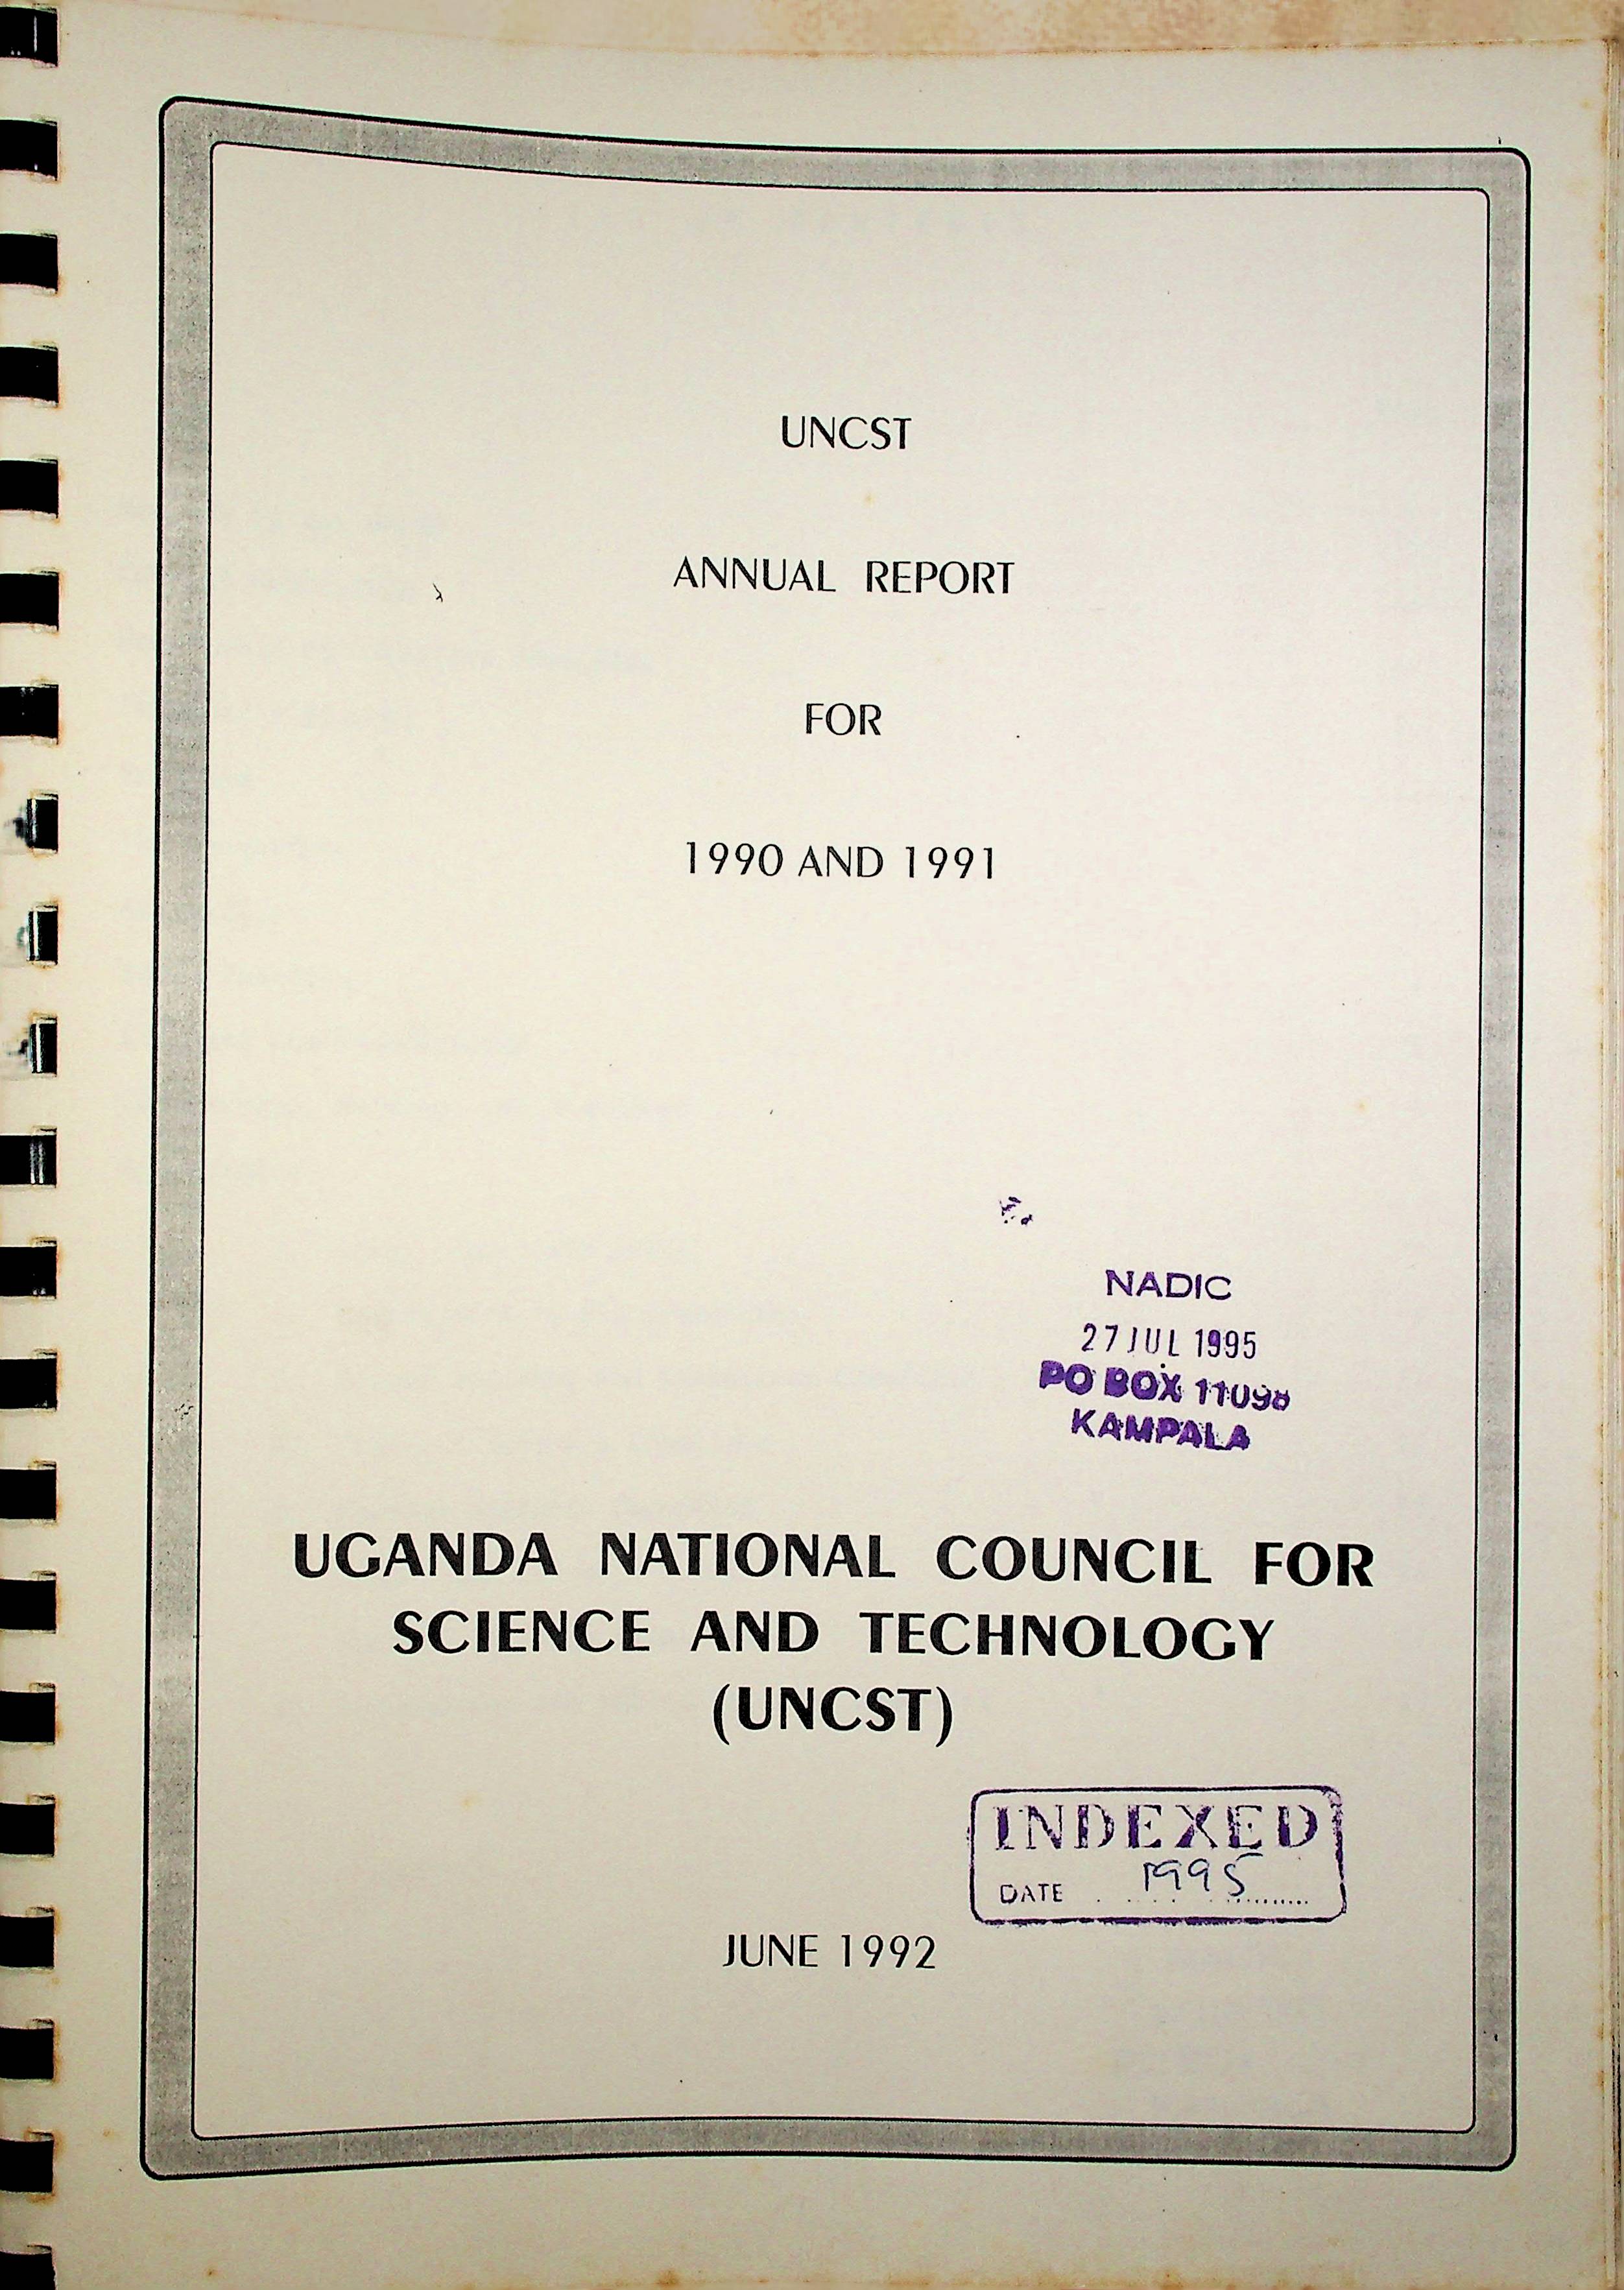 UNCST
ANNUAL REPORT
FOR
1990 AND 1991
NADIC
27 JUL 1995
PO BOX 11098
KAMPALA
UGANDA NATIONAL COUNCIL FOR
SCIENCE AND TECHNOLOGY
(UNCST)
INDEXED
DATE 1995
JUNE 1992